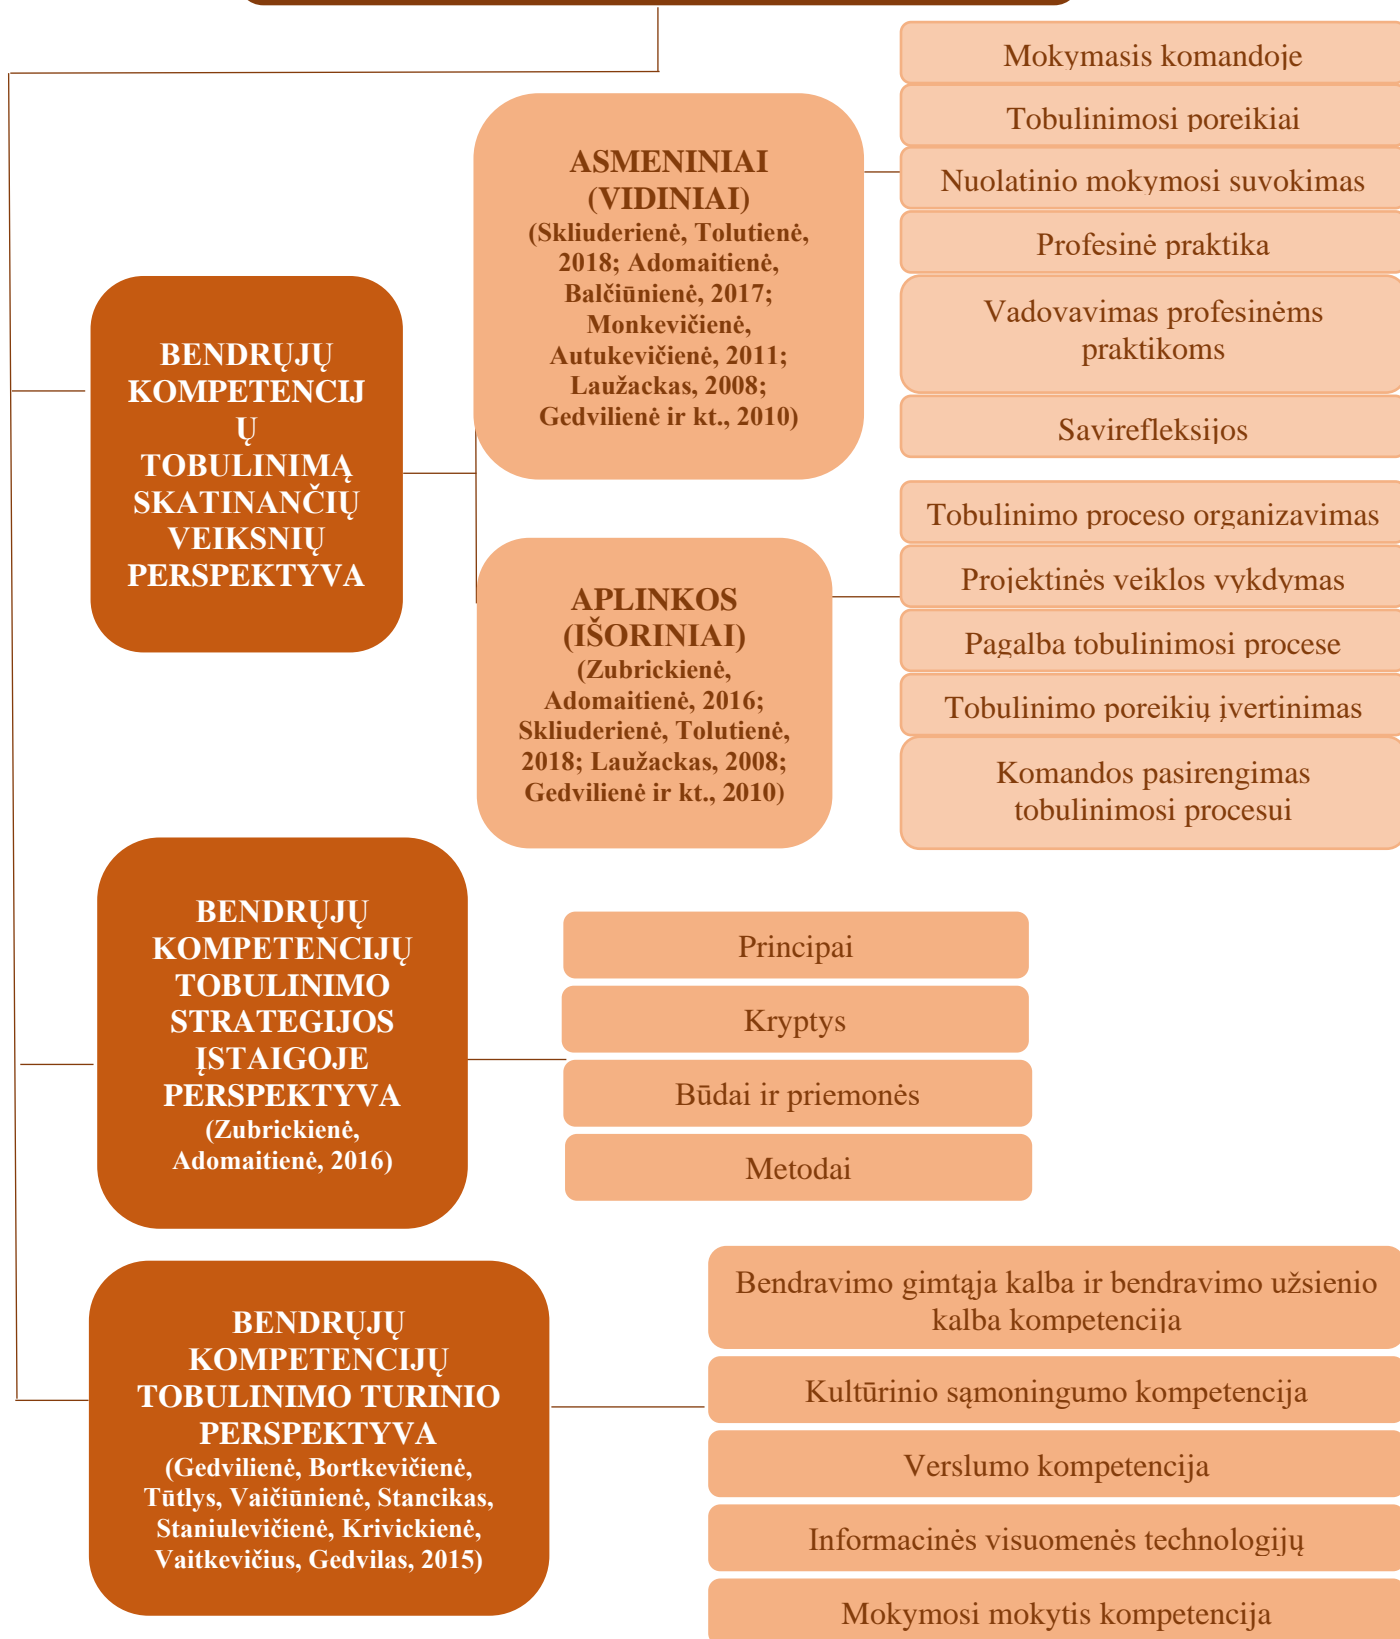 BENDRŲJŲ
KOMPETENCIJ
Ų
TOBULINIMĄ
SKATINANČIŲ
VEIKSNIŲ
PERSPEKTYVA
ASMENINIAI
(VIDINIAI)
(Skliuderienė, Tolutienė,
2018; Adomaitienė,
Balčiūnienė, 2017;
Monkevičienė,
Autukevičienė, 2011;
Laužackas, 2008;
Gedvilienė ir kt., 2010)
Mokymasis komandoje
Tobulinimosi poreikiai
Nuolatinio mokymosi suvokimas
Profesinė praktika
Vadovavimas profesinėms
praktikoms
Savirefleksijos
APLINKOS
(IŠORINIAI)
(Zubrickienė,
Adomaitienė, 2016;
Skliuderienė, Tolutienė,
2018; Laužackas, 2008;
Gedvilienė ir kt., 2010)
Tobulinimo proceso organizavimas
Projektinės veiklos vykdymas
Pagalba tobulinimosi procese
Tobulinimo poreikių įvertinimas
Komandos pasirengimas
tobulinimosi procesui
BENDRŲJŲ
KOMPETENCIJŲ
TOBULINIMO
STRATEGIJOS
ĮSTAIGOJE
PERSPEKTYVA
(Zubrickienė,
Adomaitienė, 2016)
Principai
Kryptys
Būdai ir priemonės
Metodai
BENDRŲJŲ
KOMPETENCIJŲ
TOBULINIMO TURINIO
PERSPEKTYVA
(Gedvilienė, Bortkevičienė,
Tūtlys, Vaičiūnienė, Stancikas,
Staniulevičienė, Krivickienė,
Vaitkevičius, Gedvilas, 2015)
Bendravimo gimtąja kalba ir bendravimo užsienio
kalba kompetencija
Kultūrinio sąmoningumo kompetencija
Verslumo kompetencija
Informacinės visuomenės technologijų
Mokymosi mokytis kompetencija